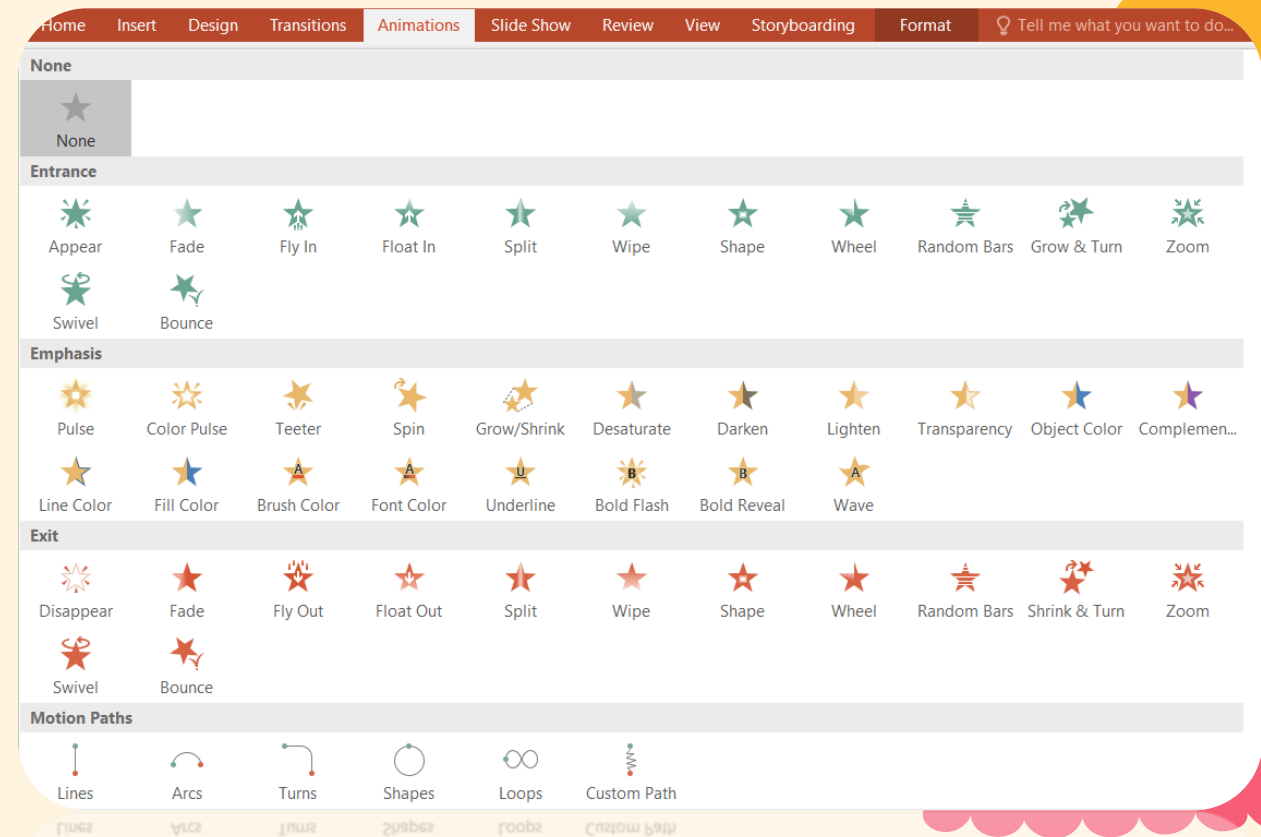 Home Insert Design Transitions Animations Slide Show Review View Storyboarding Format Tell me what you want to do...
None
None
Entrance
Appear Fade Fly In Float In Split Wipe Shape Wheel Random Bars Grow & Turn Zoom
Swivel Bounce
Emphasis
Pulse Color Pulse Teeter Spin Grow/Shrink Desaturate Darken Lighten Transparency Object Color Complemen...
Line Color Fill Color Brush Color Font Color Underline Bold Flash Bold Reveal Wave
Exit
Disappear Fade Fly Out Float Out Split Wipe Shape Wheel Random Bars Shrink & Turn Zoom
Swivel Bounce
Motion Paths
Lines Arcs Turns Shapes Loops Custom Path